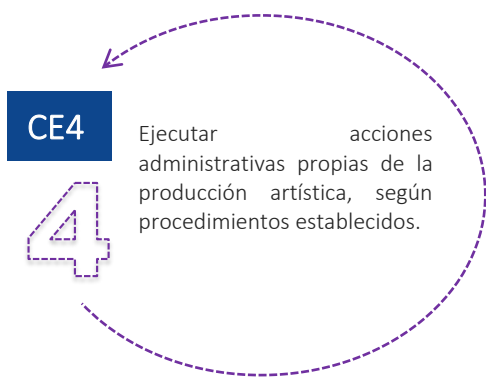 CE4
4
Ejecutar acciones
administrativas propias de la
producción artística, según
procedimientos establecidos.